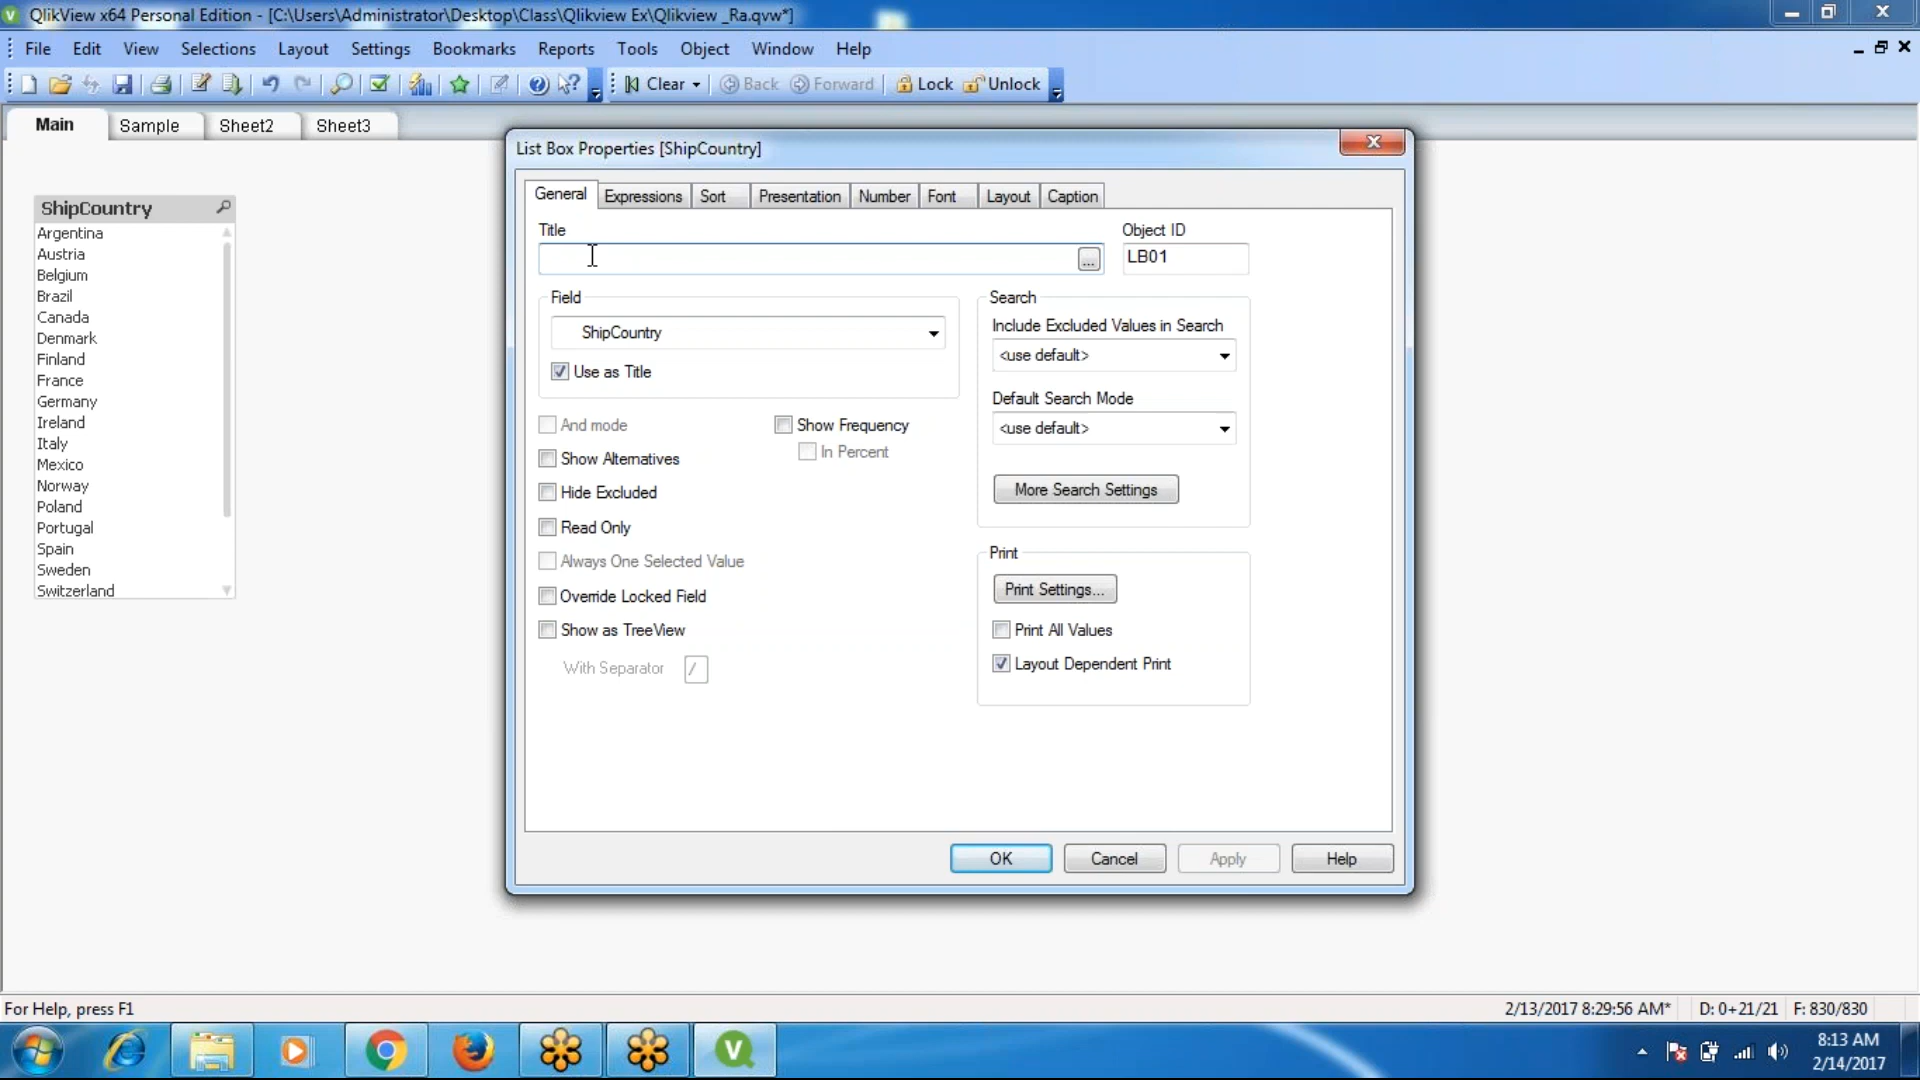 QlikView x64 Personal Edition - [C:\Users\Administrator\Desktop\Class\Qlikview Ex\Qlikview _Ra.qvw*]
File Edit View Selections Layout Settings Bookmarks Reports Tools Object Window Help
Clear Back Forward Lock Unlock
Main Sample Sheet2 Sheet3
ShipCountry
Argentina
Austria
Belgium
Brazil
Canada
Denmark
Finland
France
Germany
Ireland
Italy
Mexico
Norway
Poland
Portugal
Spain
Sweden
Switzerland
List Box Properties [ShipCountry]
General Expressions Sort Presentation Number Font Layout Caption
Title
...
Object ID
LB01
Field
ShipCountry
Use as Title
And mode
Show Alternatives
Hide Excluded
Read Only
Always One Selected Value
Override Locked Field
Show as TreeView
With Separator /
Show Frequency
In Percent
Search
Include Excluded Values in Search
<use default>
Default Search Mode
<use default>
More Search Settings
Print
Print Settings...
Print All Values
Layout Dependent Print
OK Cancel Apply Help
For Help, press F1
2/13/2017 8:29:56 AM* D: 0+21/21 F: 830/830
8:13 AM
2/14/2017